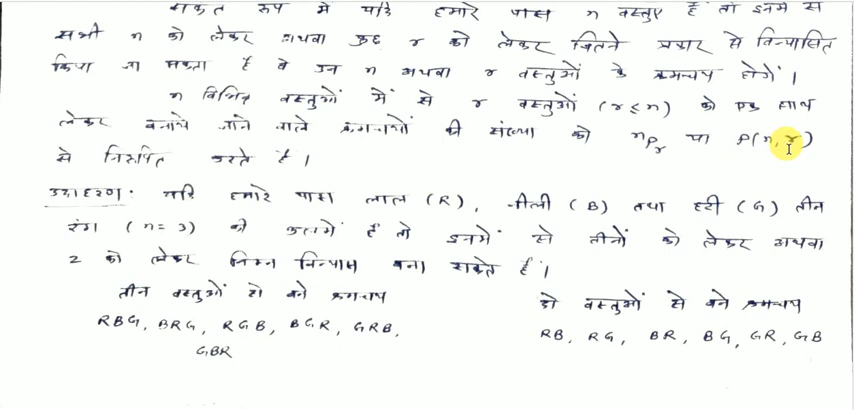 रूप में यदि हमारे पास n वस्तुएँ हैं तो इनमें से
सभी n को लेकर अथवा कुछ r को लेकर जितने प्रकार से विन्यासित
किया जा सकता है वे उन n अथवा r वस्तुओं के क्रमचय होगें।
n विभिन्न वस्तुओं में से r वस्तुओं (r ≤ n) को एक साथ
लेकर बनाये जाने वाले क्रमचयों की संख्या को nPr या P(n, r)
से निरूपित करते हैं।
उदाहरण: यदि हमारे पास लाल (R), नीली (B) तथा हरी (G) तीन
रंग (n = 3) की कलमें हैं तो इनमें से तीनों को लेकर अथवा
2 को लेकर निम्न विन्यास बना सकते हैं।
तीन वस्तुओं से बने क्रमचय
दो वस्तुओं से बने क्रमचय
RBG, BRG, RGB, BGR, GRB,
GBR
RB, RG, BR, BG, GR, GB